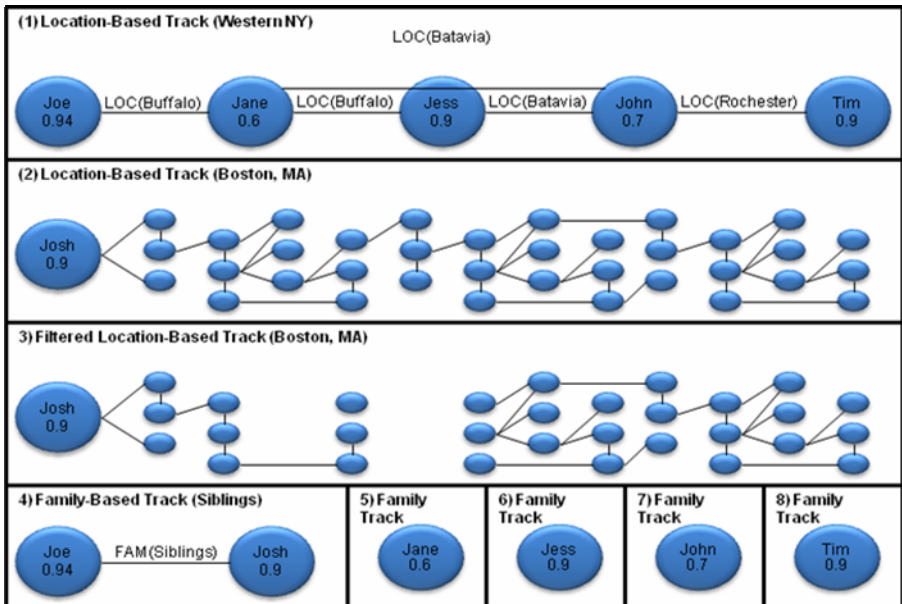 (1) Location-Based Track (Western NY)
LOC(Batavia)
Joe
0.94
LOC(Buffalo)
Jane
0.6
LOC(Buffalo)
Jess
0.9
LOC(Batavia)
John
0.7
LOC(Rochester)
Tim
0.9
(2) Location-Based Track (Boston, MA)
Josh
0.9
3) Filtered Location-Based Track (Boston, MA)
Josh
0.9
4) Family-Based Track (Siblings)
Joe
0.94
FAM(Siblings)
Josh
0.9
5) Family
Track
Jane
0.6
6) Family
Track
Jess
0.9
7) Family
Track
John
0.7
8) Family
Track
Tim
0.9